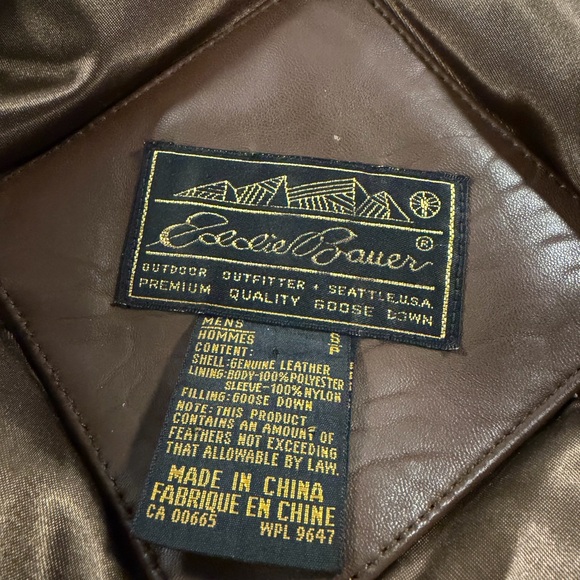 Eddie Bauer ®
OUTDOOR OUTFITTER • SEATTLE, U.S.A.
PREMIUM QUALITY GOOSE DOWN
MENS S
HOMMES P
CONTENT:
SHELL: GENUINE LEATHER
LINING: BODY-100% POLYESTER
SLEEVE-100% NYLON
FILLING: GOOSE DOWN
NOTE: THIS PRODUCT
CONTAINS AN AMOUNT OF
FEATHERS NOT EXCEEDING
THAT ALLOWABLE BY LAW.
MADE IN CHINA
FABRIQUE EN CHINE
CA 00665 WPL 9647